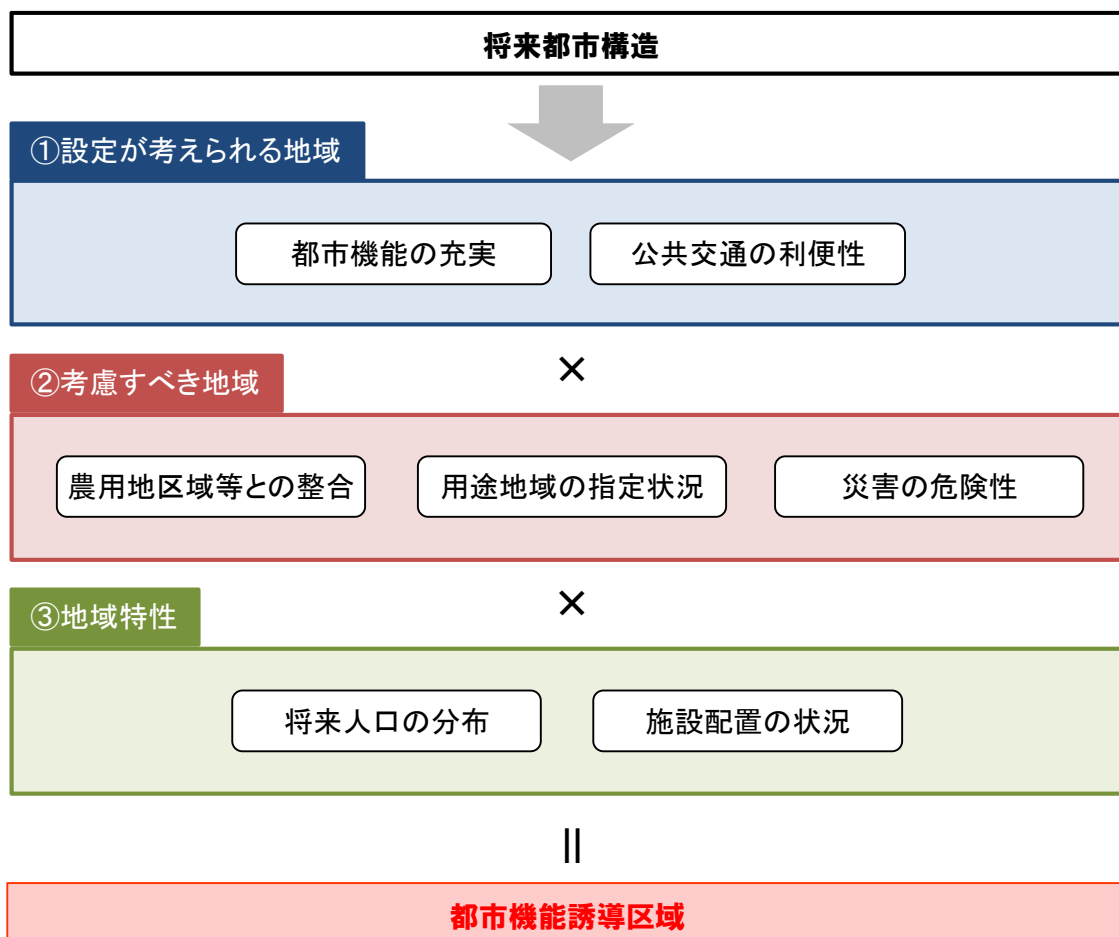 将来都市構造
①設定が考えられる地域
都市機能の充実
公共交通の利便性
×
②考慮すべき地域
農用地区域等との整合
用途地域の指定状況
災害の危険性
×
③地域特性
将来人口の分布
施設配置の状況
||
都市機能誘導区域